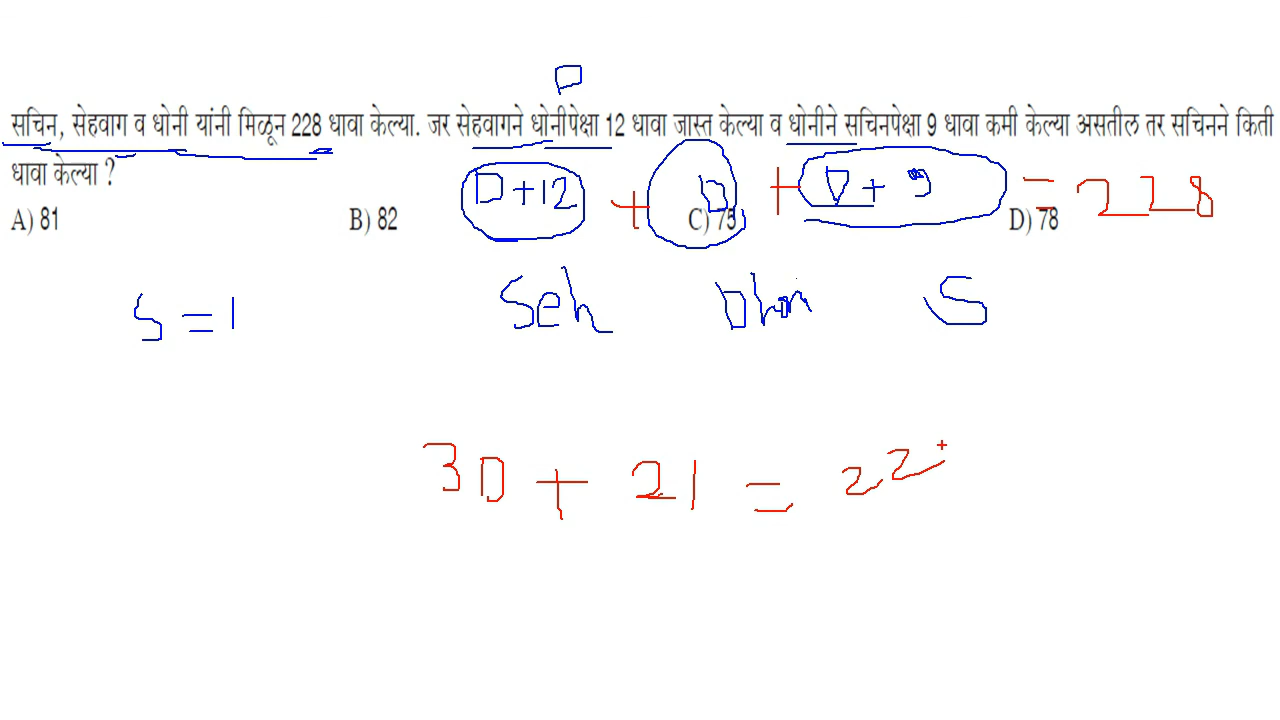 D
सचिन, सेहवाग व धोनी यांनी मिळून 228 धावा केल्या. जर सेहवागने धोनीपेक्षा 12 धावा जास्त केल्या व धोनीने सचिनपेक्षा 9 धावा कमी केल्या असतील तर सचिनने किती
धावा केल्या ?
D+12 + D + D+9 = 228
A) 81 B) 82 C) 75 D) 78
S = 1 Seh Dhoni S
3D + 21 = 22